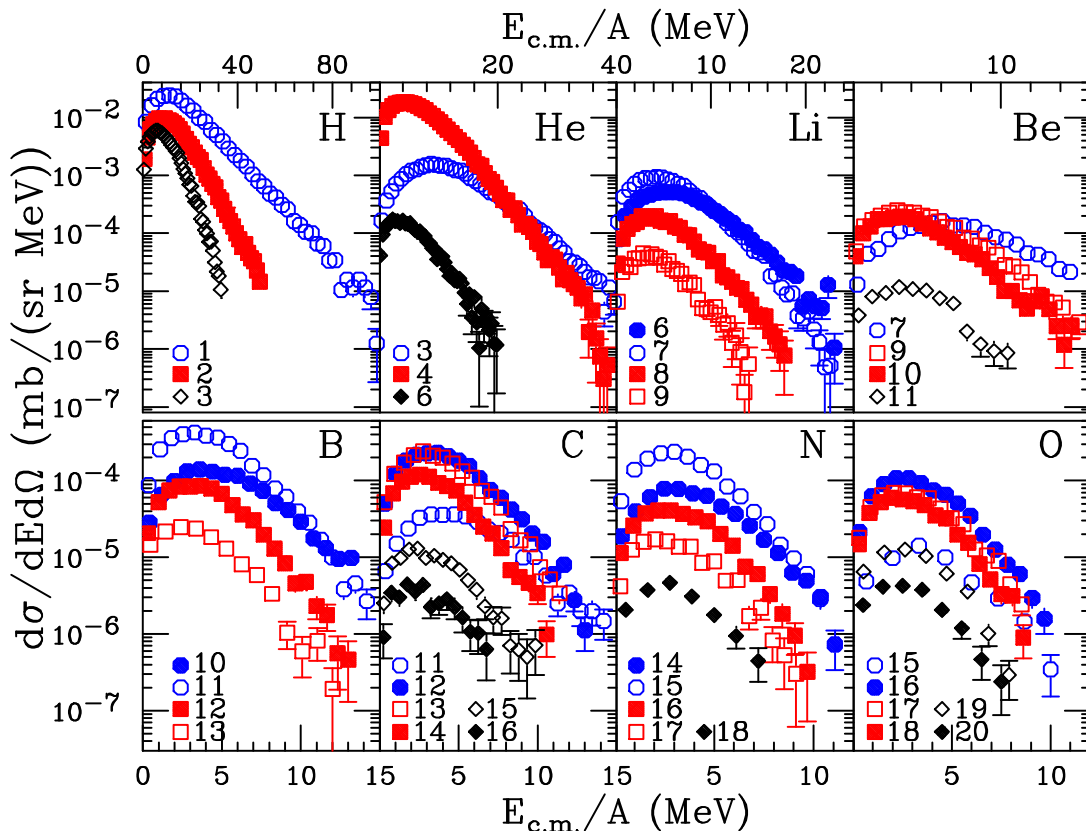 E_c.m./A (MeV)
0 40 80 20 40 10 20 10
dσ/dEdΩ (mb/(sr MeV))
10⁻² 10⁻³ 10⁻⁴ 10⁻⁵ 10⁻⁶ 10⁻⁷
H
1
2
3
He
3
4
6
Li
6
7
8
9
Be
7
9
10
11
10⁻⁴ 10⁻⁵ 10⁻⁶ 10⁻⁷
B
10
11
12
13
C
11
12
13 15
14 16
N
14
15
16
17 18
O
15
16
17 19
18 20
0 5 10 15 5 10 15 5 10
E_c.m./A (MeV)